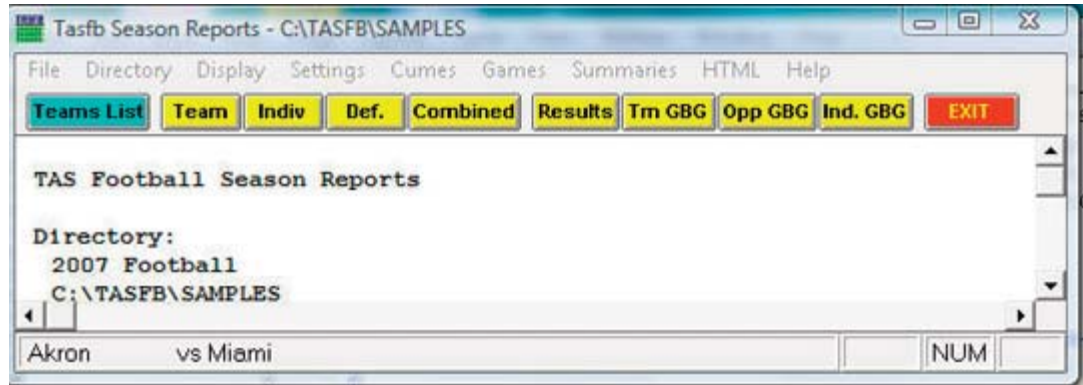 Tasfb Season Reports - C:\TASFB\SAMPLES
File Directory Display Settings Cumes Games Summaries HTML Help
Teams List Team Indiv Def. Combined Results Tm GBG Opp GBG Ind. GBG EXIT
TAS Football Season Reports
Directory:
2007 Football
C:\TASFB\SAMPLES
Akron vs Miami NUM